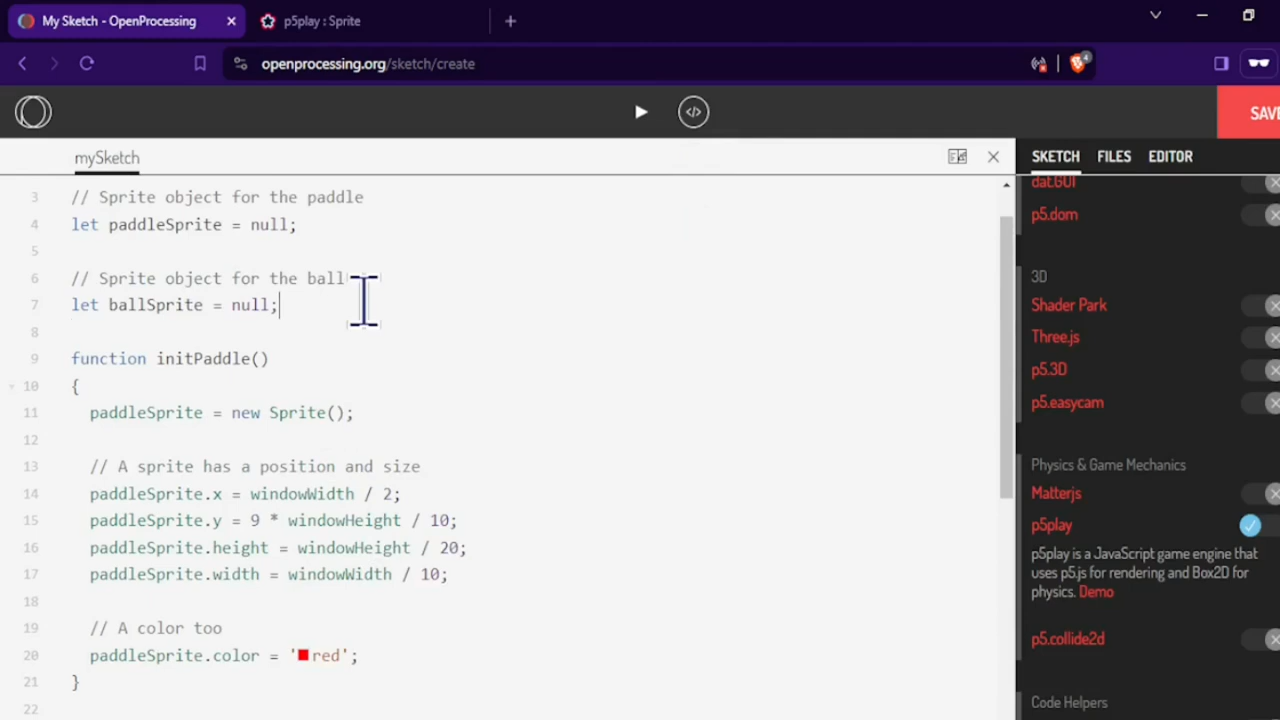 My Sketch - OpenProcessing
p5play : Sprite
openprocessing.org/sketch/create
4
</>
SAV
mySketch
SKETCH FILES EDITOR
3 // Sprite object for the paddle
4 let paddleSprite = null;
5
6 // Sprite object for the ball
7 let ballSprite = null;
8
9 function initPaddle()
10 {
11 paddleSprite = new Sprite();
12
13 // A sprite has a position and size
14 paddleSprite.x = windowWidth / 2;
15 paddleSprite.y = 9 * windowHeight / 10;
16 paddleSprite.height = windowHeight / 20;
17 paddleSprite.width = windowWidth / 10;
18
19 // A color too
20 paddleSprite.color = 'red';
21 }
22
dat.GUI
p5.dom
3D
Shader Park
Three.js
p5.3D
p5.easycam
Physics & Game Mechanics
Matterjs
p5play
p5play is a JavaScript game engine that
uses p5.js for rendering and Box2D for
physics. Demo
p5.collide2d
Code Helpers